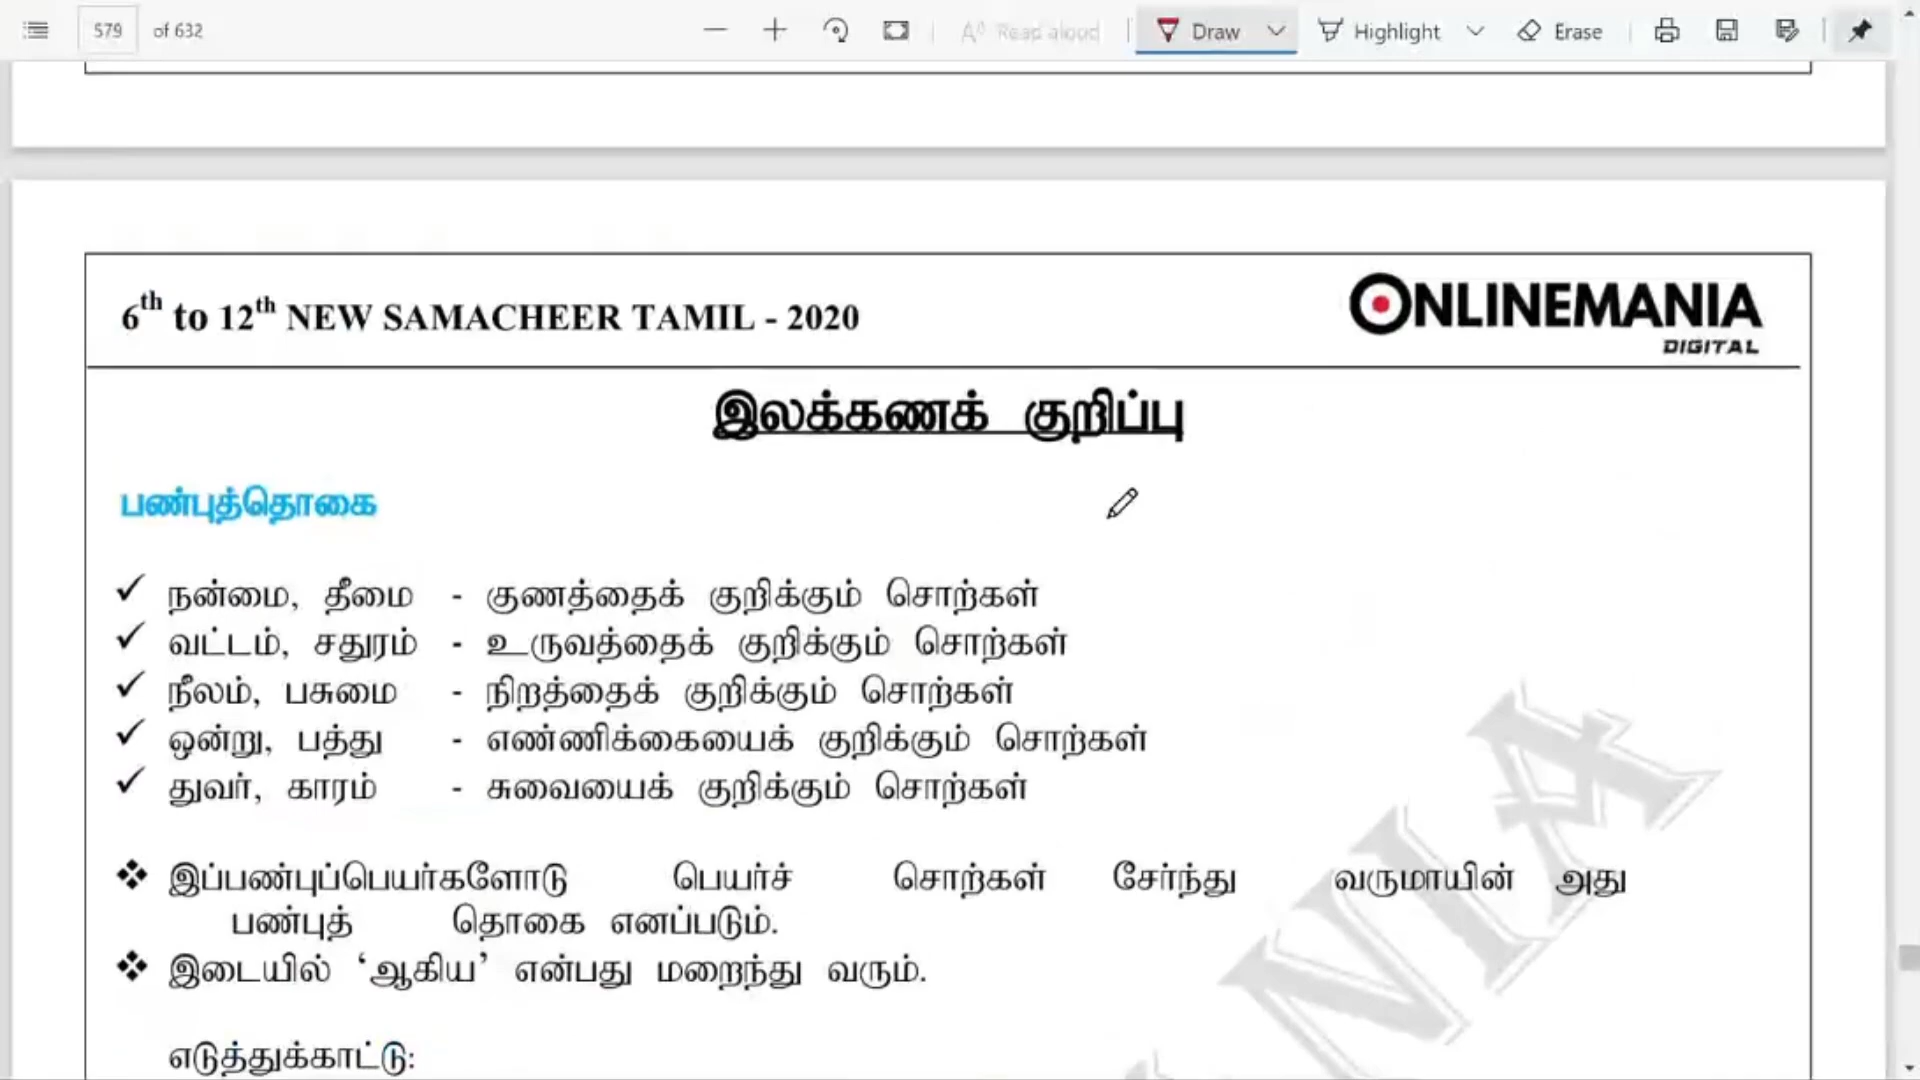 579 of 632 Read aloud Draw Highlight Erase
6th to 12th NEW SAMACHEER TAMIL - 2020
ONLINEMANIA
DIGITAL
இலக்கணக் குறிப்பு
பண்புத்தொகை
✓ நன்மை, தீமை - குணத்தைக் குறிக்கும் சொற்கள்
✓ வட்டம், சதுரம் - உருவத்தைக் குறிக்கும் சொற்கள்
✓ நீலம், பசுமை - நிறத்தைக் குறிக்கும் சொற்கள்
✓ ஒன்று, பத்து - எண்ணிக்கையைக் குறிக்கும் சொற்கள்
✓ துவர், காரம் - சுவையைக் குறிக்கும் சொற்கள்
❖ இப்பண்புப்பெயர்களோடு பெயர்ச் சொற்கள் சேர்ந்து வருமாயின் அது
பண்புத் தொகை எனப்படும்.
❖ இடையில் ‘ஆகிய’ என்பது மறைந்து வரும்.
எடுத்துக்காட்டு:
NIA